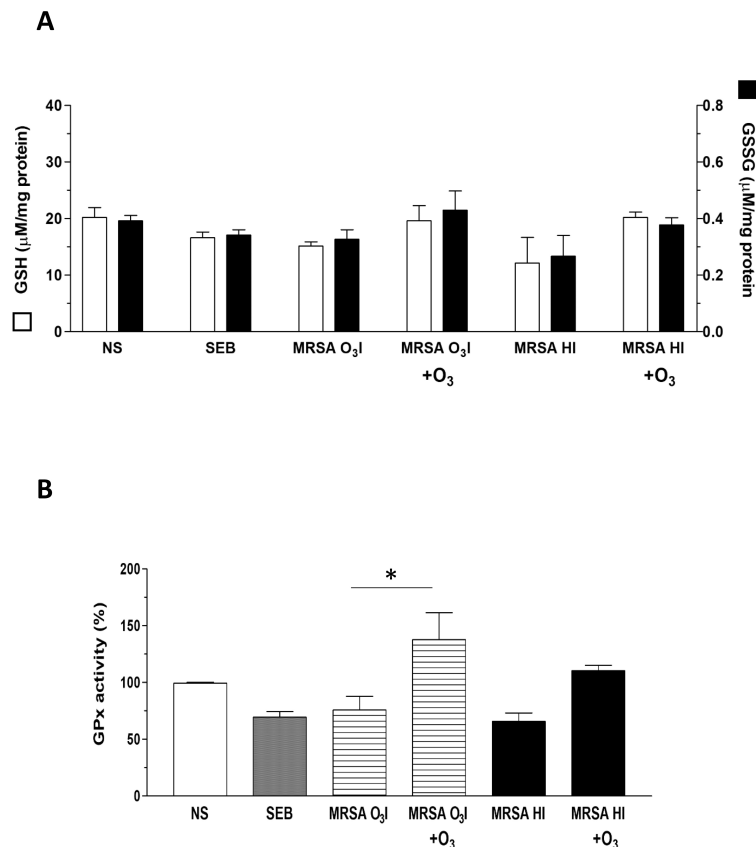 A
GSH (μM/mg protein)
40
30
20
10
0
0.8
0.6
0.4
0.2
0.0
GSSG (μM/mg protein
NS SEB MRSA O₃I MRSA O₃I MRSA HI MRSA HI
+O₃ +O₃
B
*
GPx activity (%)
200
150
100
50
0
NS SEB MRSA O₃I MRSA O₃I MRSA HI MRSA HI
+O₃ +O₃